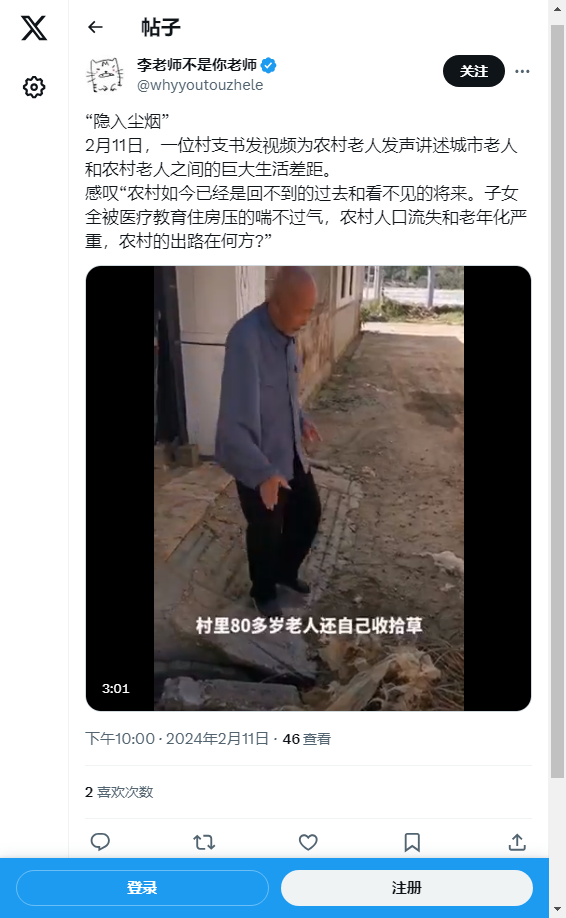 帖子
李老师不是你老师
@whyyoutouzhele
关注
“隐入尘烟”
2月11日，一位村支书发视频为农村老人发声讲述城市老人
和农村老人之间的巨大生活差距。
感叹“农村如今已经是回不到的过去和看不见的将来。子女
全被医疗教育住房压的喘不过气，农村人口流失和老年化严
重，农村的出路在何方?”
村里80多岁老人还自己收拾草
3:01
下午10:00 · 2024年2月11日 · 46 查看
2 喜欢次数
登录
注册